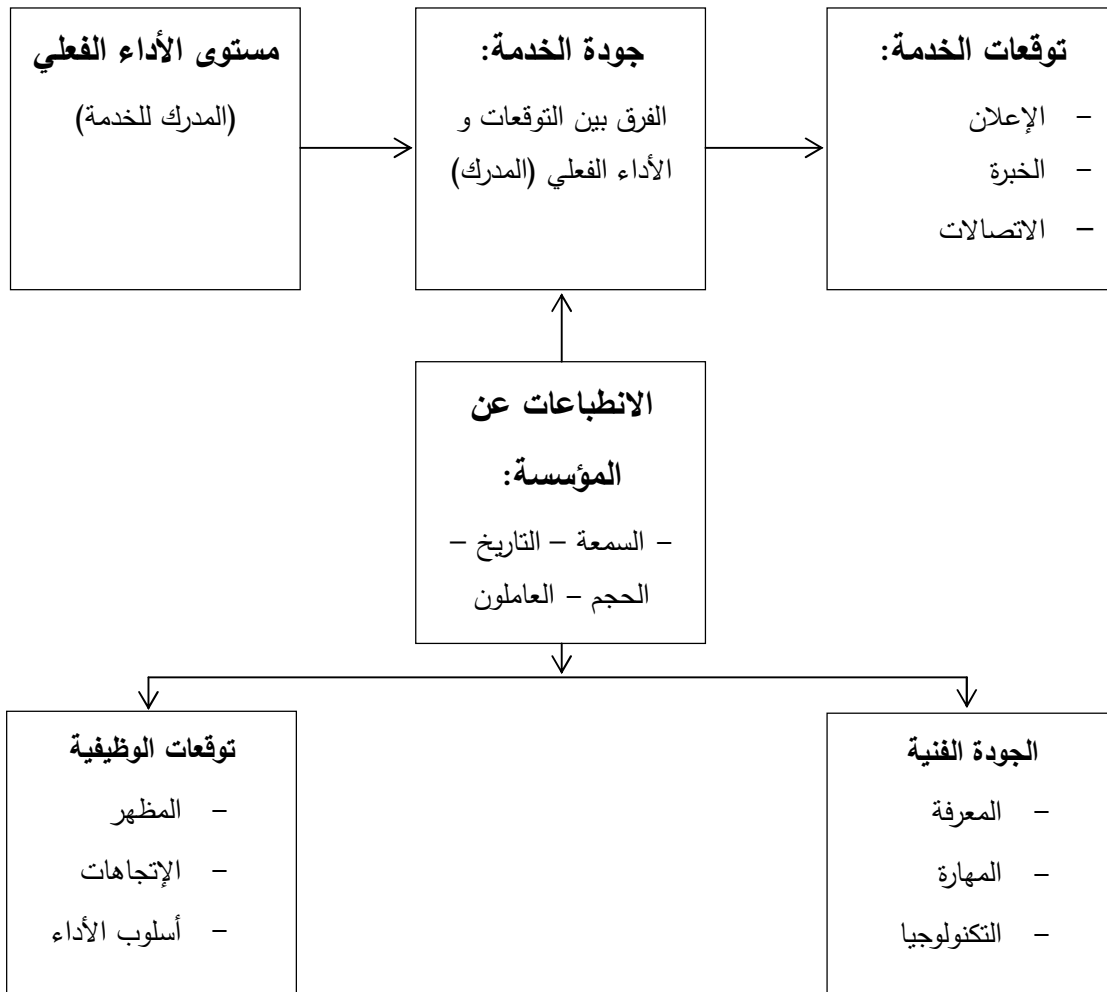 توقعات الخدمة:
- الإعلان
- الخبرة
- الاتصالات
جودة الخدمة:
الفرق بين التوقعات و
الأداء الفعلي (المدرك)
مستوى الأداء الفعلي
(المدرك للخدمة)
الانطباعات عن
المؤسسة:
- السمعة – التاريخ –
الحجم – العاملون
الجودة الفنية
- المعرفة
- المهارة
- التكنولوجيا
توقعات الوظيفية
- المظهر
- الإتجاهات
- أسلوب الأداء